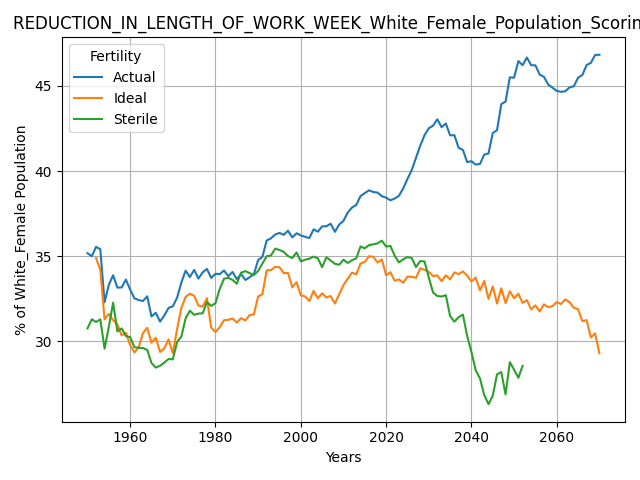 REDUCTION_IN_LENGTH_OF_WORK_WEEK_White_Female_Population_Scorin
Fertility
Actual
Ideal
Sterile
% of White_Female Population
45
40
35
30
1960 1980 2000 2020 2040 2060
Years